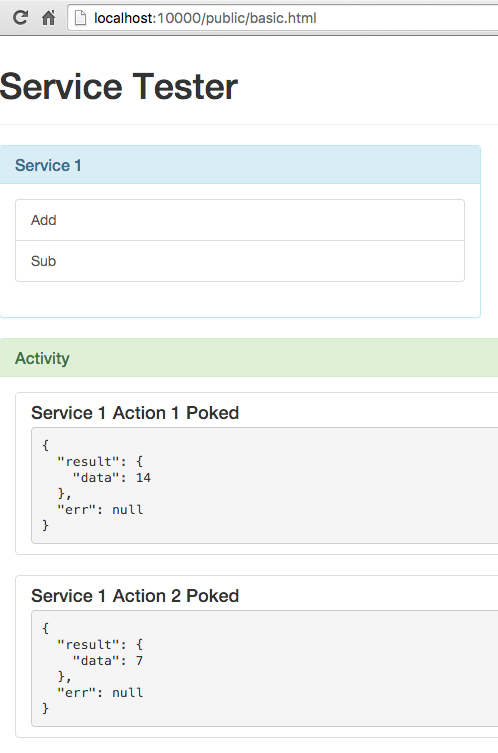 localhost:10000/public/basic.html
Service Tester
Service 1
Add
Sub
Activity
Service 1 Action 1 Poked
{
  "result": {
    "data": 14
  },
  "err": null
}
Service 1 Action 2 Poked
{
  "result": {
    "data": 7
  },
  "err": null
}